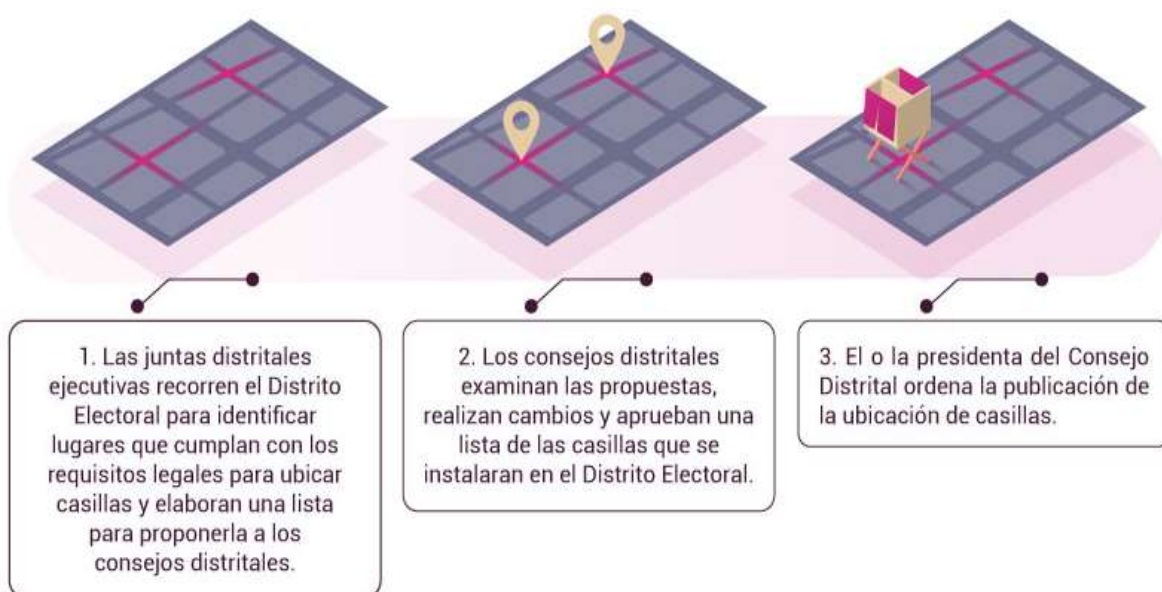 1. Las juntas distritales
ejecutivas recorren el Distrito
Electoral para identificar
lugares que cumplan con los
requisitos legales para ubicar
casillas y elaboran una lista
para proponerla a los
consejos distritales.
2. Los consejos distritales
examinan las propuestas,
realizan cambios y aprueban una
lista de las casillas que se
instalaran en el Distrito Electoral.
3. El o la presidenta del Consejo
Distrital ordena la publicación de
la ubicación de casillas.